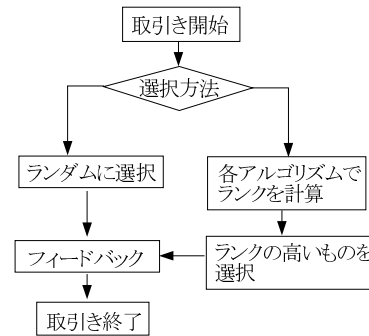 取引き開始
選択方法
ランダムに選択
各アルゴリズムで
ランクを計算
フィードバック
ランクの高いものを
選択
取引き終了